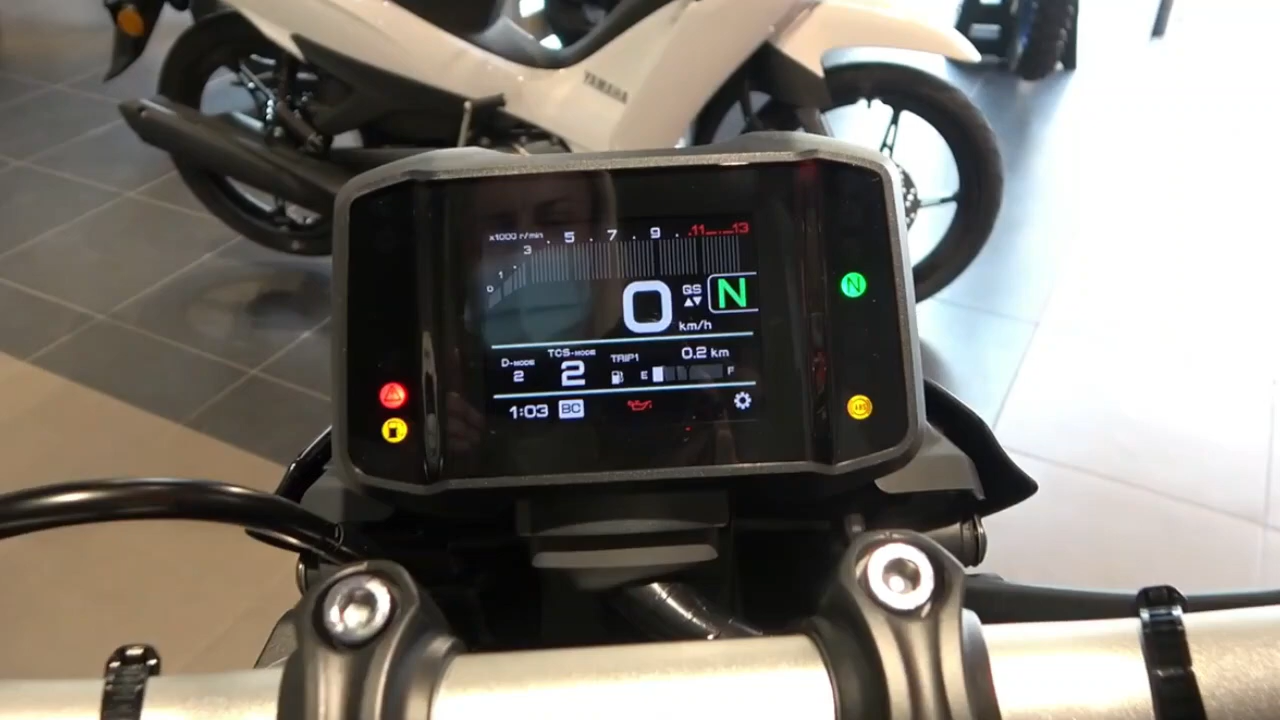 YAMAHA
x1000 r/min
0 1 3 5 7 9 11 13
0
km/h
GS
N
N
D-MODE
2
TCS-MODE
2
TRIP1
0.2 km
E F
1:03 BC
ABS